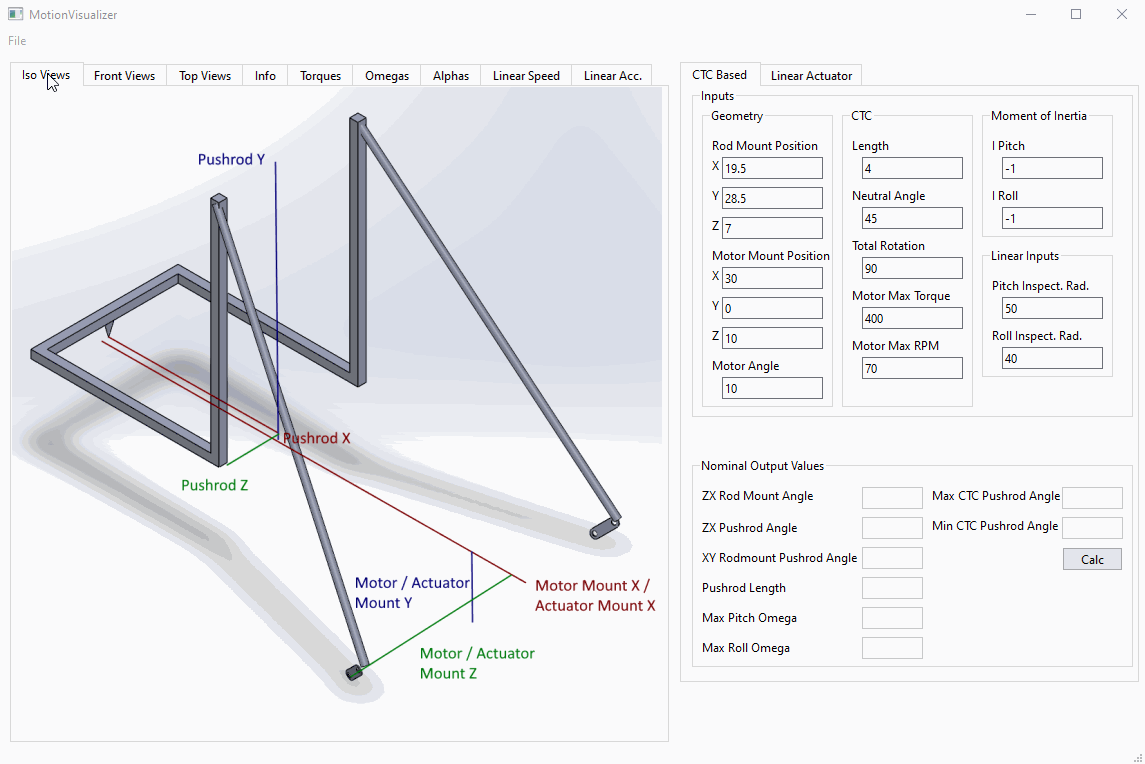 MotionVisualizer
File
Iso Views Front Views Top Views Info Torques Omegas Alphas Linear Speed Linear Acc.
Pushrod Y
Pushrod X
Pushrod Z
Motor / Actuator
Mount Y
Motor Mount X /
Actuator Mount X
Motor / Actuator
Mount Z
CTC Based Linear Actuator
Inputs
Geometry
Rod Mount Position
X 19.5
Y 28.5
Z 7
Motor Mount Position
X 30
Y 0
Z 10
Motor Angle
10
CTC
Length
4
Neutral Angle
45
Total Rotation
90
Motor Max Torque
400
Motor Max RPM
70
Moment of Inertia
I Pitch
-1
I Roll
-1
Linear Inputs
Pitch Inspect. Rad.
50
Roll Inspect. Rad.
40
Nominal Output Values
ZX Rod Mount Angle
ZX Pushrod Angle
XY Rodmount Pushrod Angle
Pushrod Length
Max Pitch Omega
Max Roll Omega
Max CTC Pushrod Angle
Min CTC Pushrod Angle
Calc